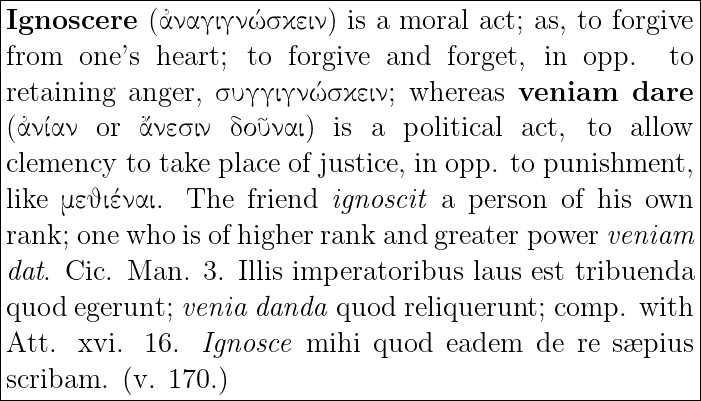 Ignoscere (ἀναγιγνώσκειν) is a moral act; as, to forgive
from one's heart; to forgive and forget, in opp. to
retaining anger, συγγιγνώσκειν; whereas veniam dare
(ἀνίαν or ἄνεσιν δοῦναι) is a political act, to allow
clemency to take place of justice, in opp. to punishment,
like μεθιέναι. The friend ignoscit a person of his own
rank; one who is of higher rank and greater power veniam
dat. Cic. Man. 3. Illis imperatoribus laus est tribuenda
quod egerunt; venia danda quod reliquerunt; comp. with
Att. xvi. 16. Ignosce mihi quod eadem de re sæpius
scribam. (v. 170.)